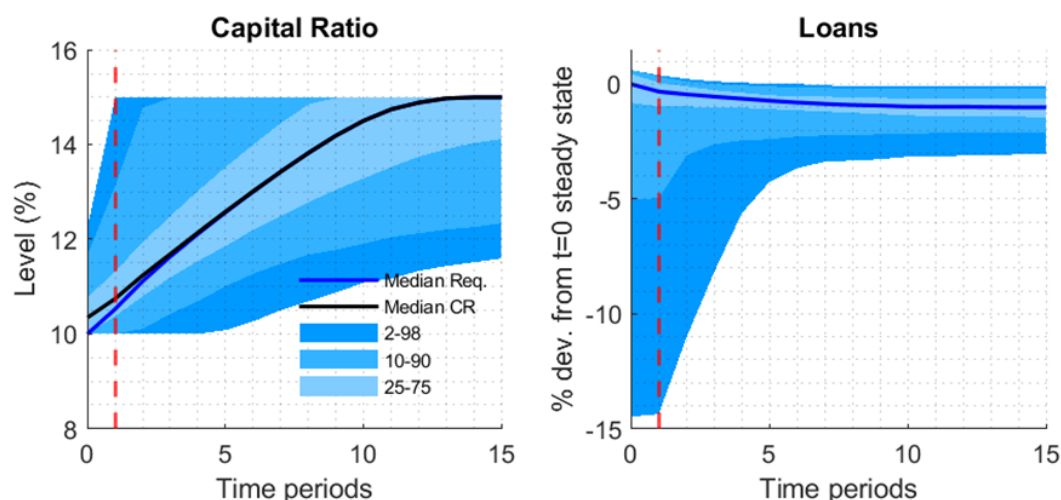 Capital Ratio
Level (%)
16
14
12
10
8
0
5
10
15
Time periods
Median Req.
Median CR
2-98
10-90
25-75
Loans
% dev. from t=0 steady state
0
-5
-10
-15
0
5
10
15
Time periods